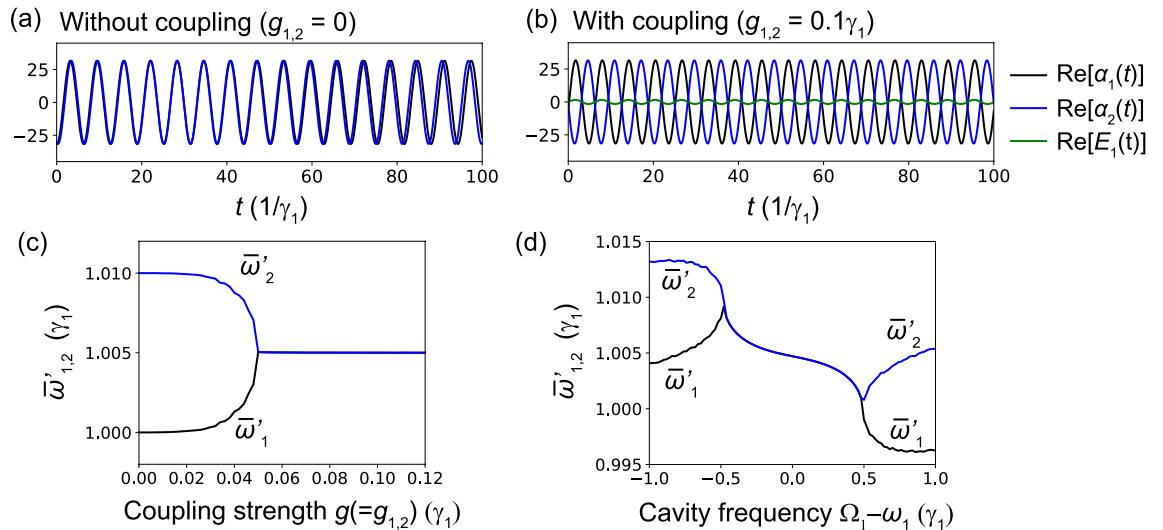 (a) Without coupling (g₁,₂ = 0)
25
0
−25
0 20 40 60 80 100
t (1/γ₁)
(b) With coupling (g₁,₂ = 0.1γ₁)
25
0
−25
0 20 40 60 80 100
t (1/γ₁)
Re[α₁(t)]
Re[α₂(t)]
Re[E₁(t)]
(c)
ω̅'₁,₂ (γ₁)
1.010
1.005
1.000
ω̅'₂
ω̅'₁
0.00 0.02 0.04 0.06 0.08 0.10 0.12
Coupling strength g(=g₁,₂) (γ₁)
(d)
ω̅'₁,₂ (γ₁)
1.015
1.010
1.005
1.000
0.995
ω̅'₂
ω̅'₁
ω̅'₂
ω̅'₁
−1.0 −0.5 0.0 0.5 1.0
Cavity frequency Ω₁−ω₁ (γ₁)